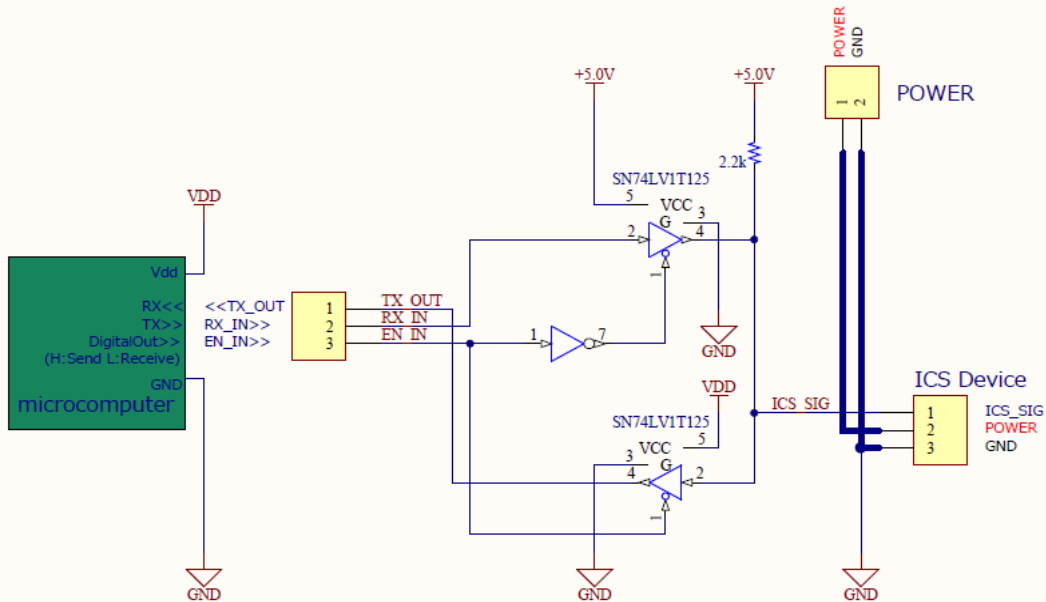 POWER
GND
1
2
POWER
+5.0V
+5.0V
2.2k
SN74LV1T125
5
VCC
3
G
2
4
1
GND
VDD
Vdd
RX<<
TX>>
DigitalOut>>
(H:Send L:Receive)
GND
microcomputer
GND
<<TX_OUT
RX_IN>>
EN_IN>>
1
2
3
TX_OUT
RX_IN
EN_IN
1
7
VDD
SN74LV1T125
3
VCC
5
G
4
2
1
GND
ICS_SIG
ICS Device
1
2
3
ICS_SIG
POWER
GND
GND